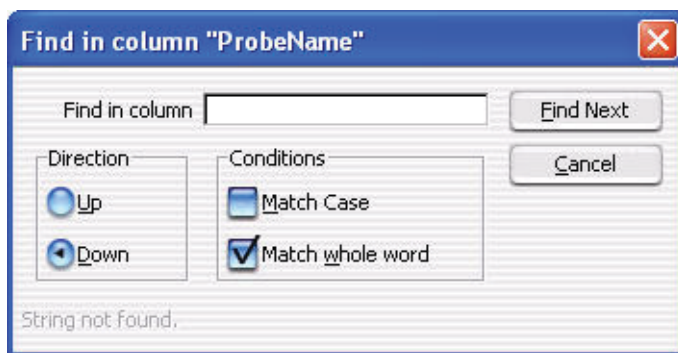 Find in column "ProbeName"
Find in column
Find Next
Direction
Conditions
Cancel
Up
Match Case
Down
Match whole word
String not found.